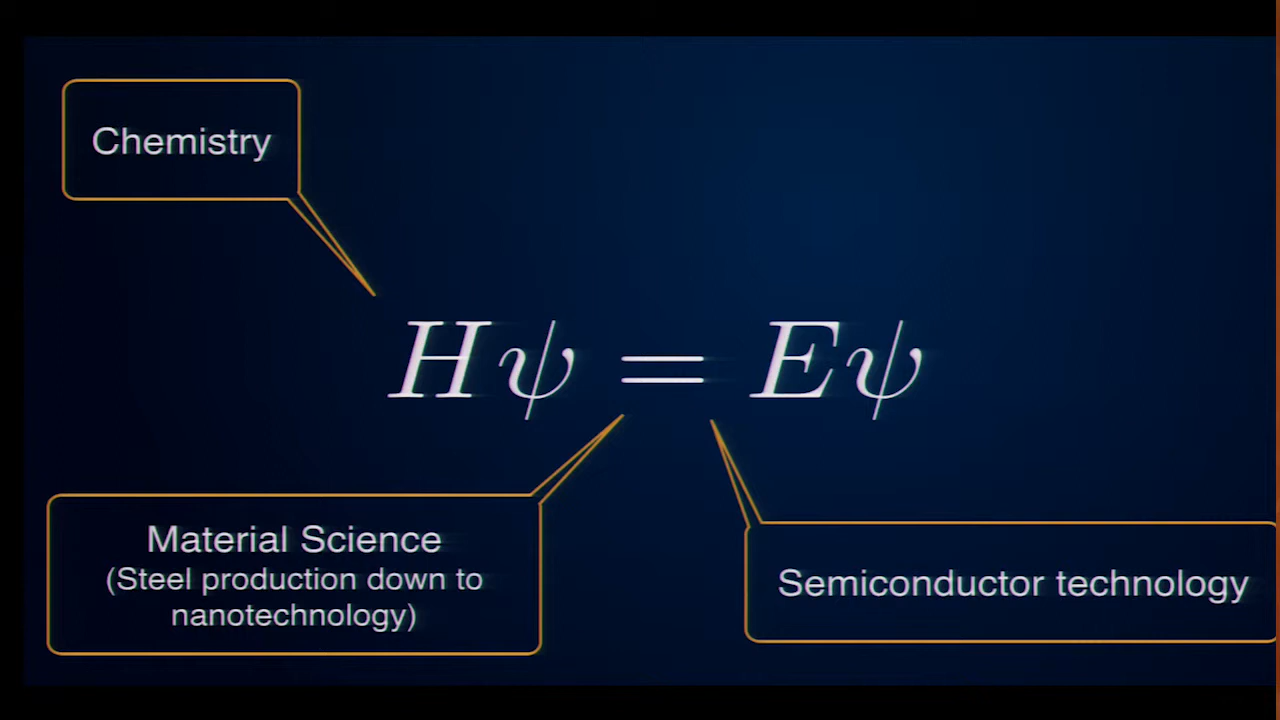 Chemistry
Hψ = Eψ
Material Science
(Steel production down to
nanotechnology)
Semiconductor technology